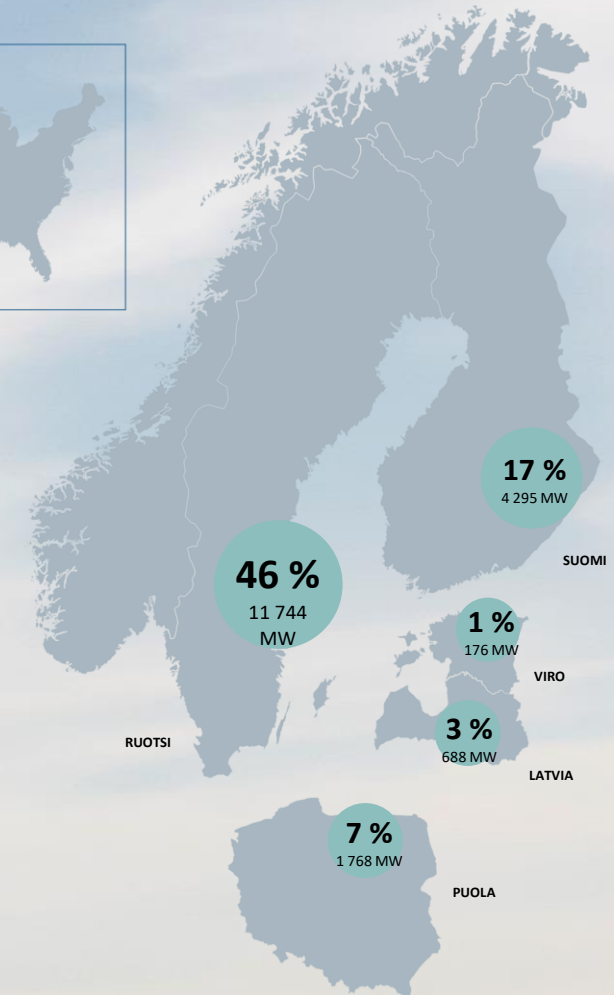 17 %
4 295 MW
SUOMI
46 %
11 744
MW
1 %
176 MW
VIRO
3 %
688 MW
RUOTSI
LATVIA
7 %
1 768 MW
PUOLA